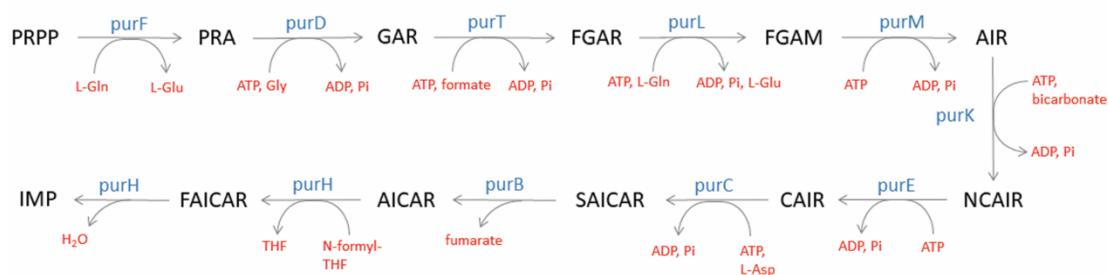 purF purD purT purL purM
PRPP PRA GAR FGAR FGAM AIR
L-Gln L-Glu ATP, Gly ADP, Pi ATP, formate ADP, Pi ATP, L-Gln ADP, Pi, L-Glu ATP ADP, Pi
ATP,
bicarbonate
purK
ADP, Pi
purH purH purB purC purE
IMP FAICAR AICAR SAICAR CAIR NCAIR
H₂O THF N-formyl-
THF fumarate ADP, Pi ATP,
L-Asp ADP, Pi ATP